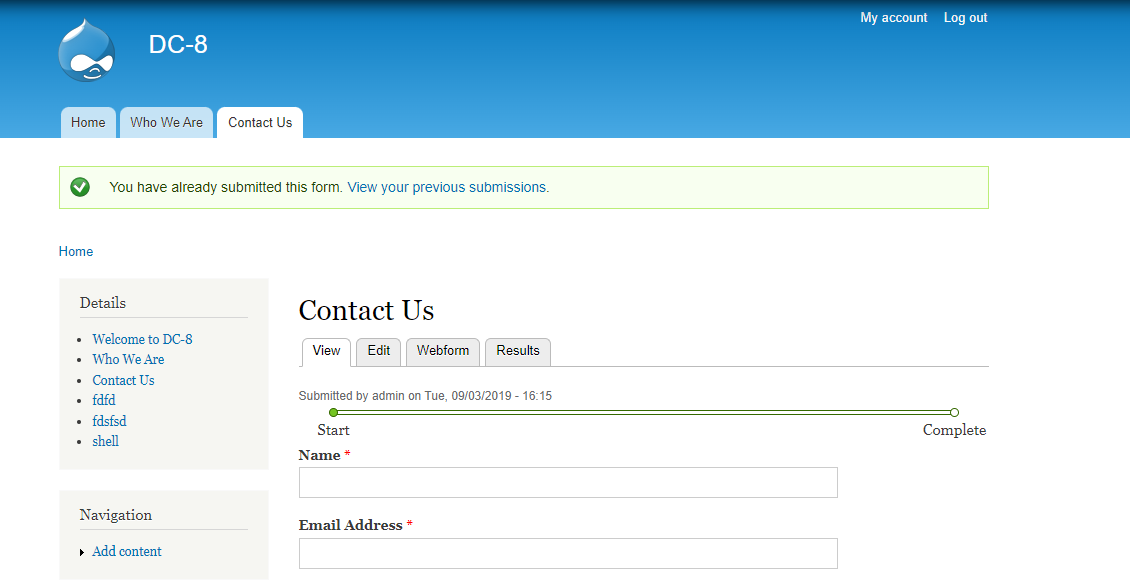 My account Log out
DC-8
Home Who We Are Contact Us
You have already submitted this form. View your previous submissions.
Home
Details
Welcome to DC-8
Who We Are
Contact Us
fdfd
fdsfsd
shell
Navigation
Add content
Contact Us
View Edit Webform Results
Submitted by admin on Tue, 09/03/2019 - 16:15
Start Complete
Name *
Email Address *